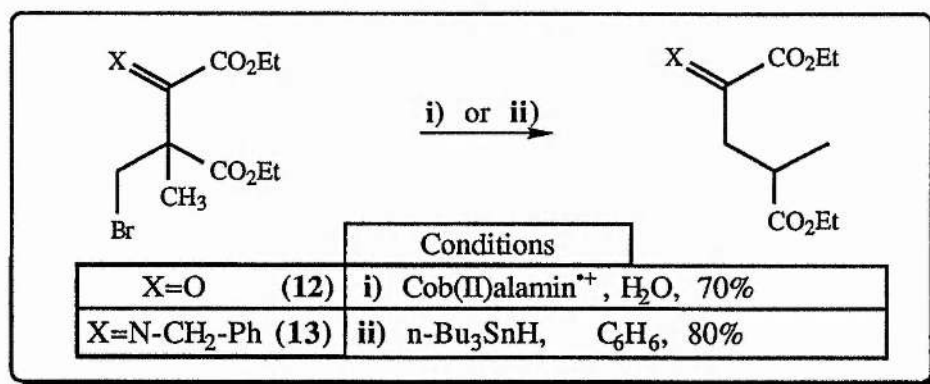 X CO₂Et X CO₂Et
i) or ii)
CO₂Et
CH₃
Br CO₂Et
Conditions
X=O (12) i) Cob(II)alamin•+, H₂O, 70%
X=N-CH₂-Ph (13) ii) n-Bu₃SnH, C₆H₆, 80%